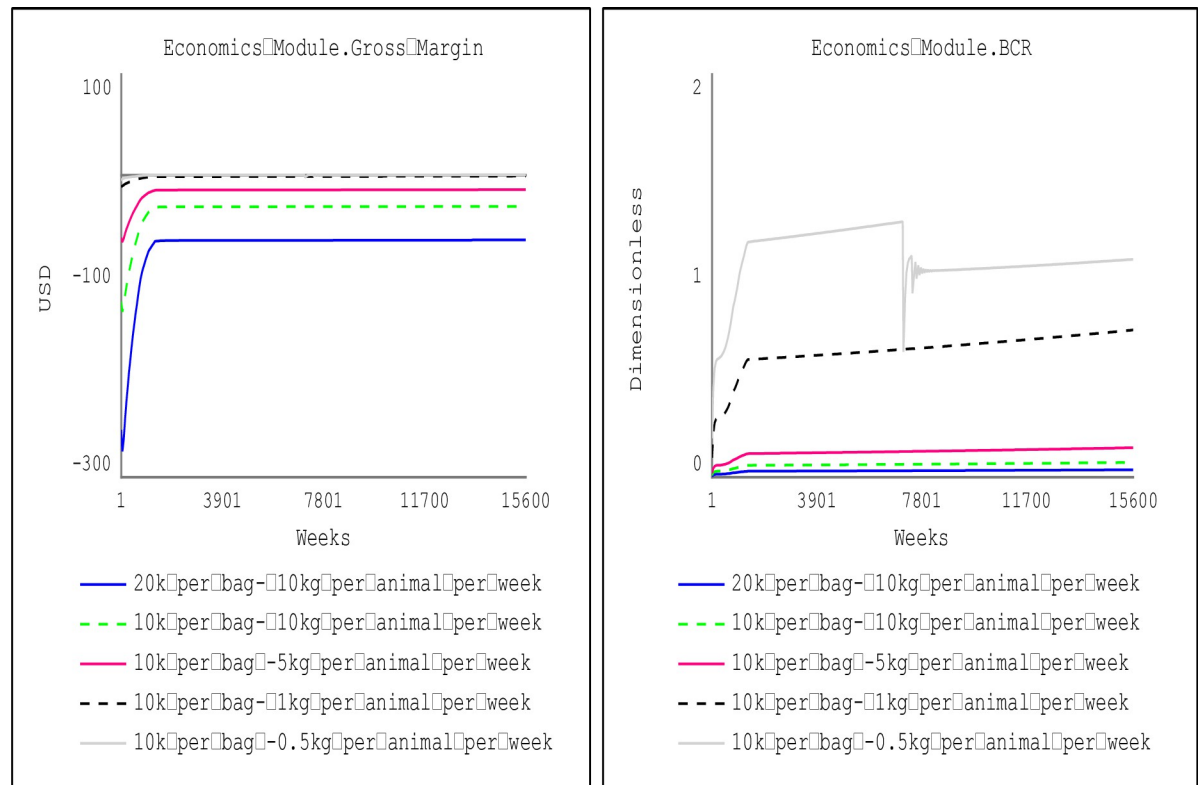 Economics□Module.Gross□Margin
100
-100
-300
USD
1 3901 7801 11700 15600
Weeks
20k□per□bag-□10kg□per□animal□per□week
10k□per□bag-□10kg□per□animal□per□week
10k□per□bag□-5kg□per□animal□per□week
10k□per□bag-□1kg□per□animal□per□week
10k□per□bag□-0.5kg□per□animal□per□week
Economics□Module.BCR
2
1
0
Dimensionless
1 3901 7801 11700 15600
Weeks
20k□per□bag-□10kg□per□animal□per□week
10k□per□bag-□10kg□per□animal□per□week
10k□per□bag□-5kg□per□animal□per□week
10k□per□bag-□1kg□per□animal□per□week
10k□per□bag□-0.5kg□per□animal□per□week